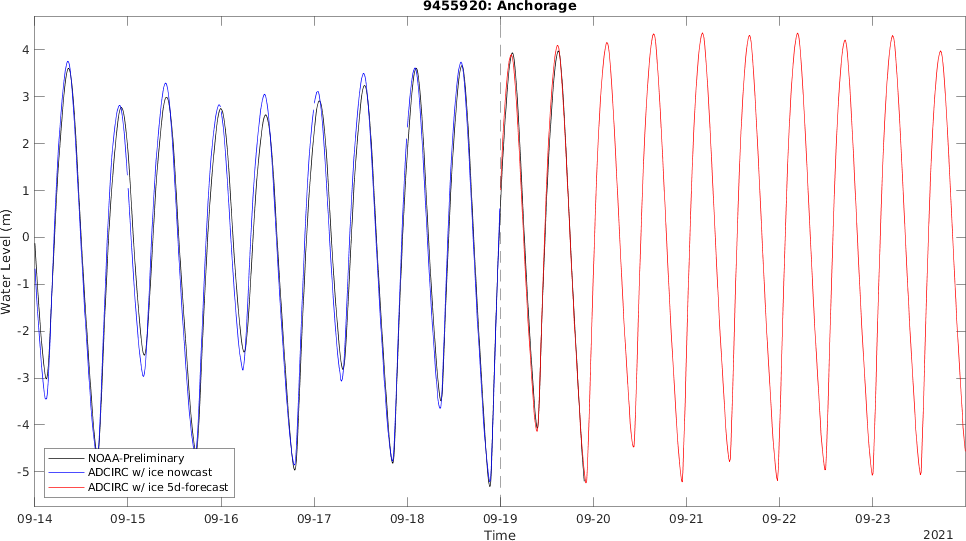 9455920: Anchorage
4
3
2
1
0
-1
-2
-3
-4
-5
Water Level (m)
NOAA-Preliminary
ADCIRC w/ ice nowcast
ADCIRC w/ ice 5d-forecast
09-14 09-15 09-16 09-17 09-18 09-19 09-20 09-21 09-22 09-23
Time
2021